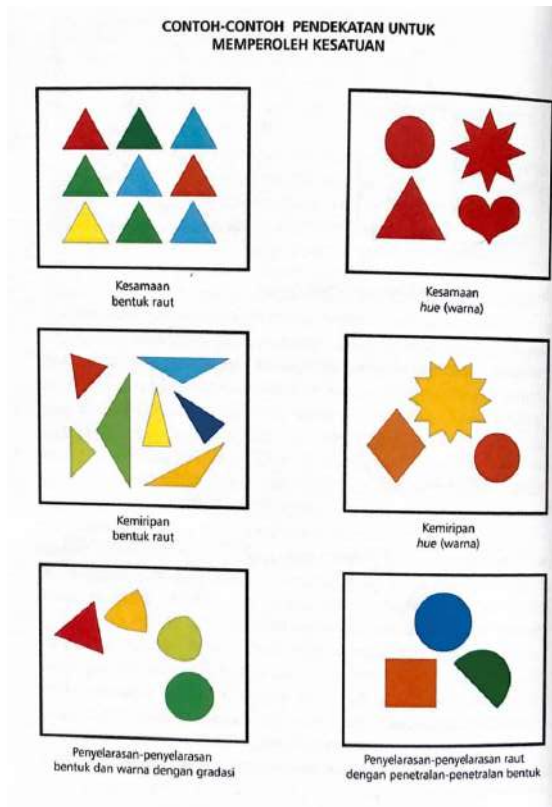 CONTOH-CONTOH PENDEKATAN UNTUK
MEMPEROLEH KESATUAN
Kesamaan
bentuk raut
Kesamaan
hue (warna)
Kemiripan
bentuk raut
Kemiripan
hue (warna)
Penyelarasan-penyelarasan
bentuk dan warna dengan gradasi
Penyelarasan-penyelarasan raut
dengan penetralan-penetralan bentuk